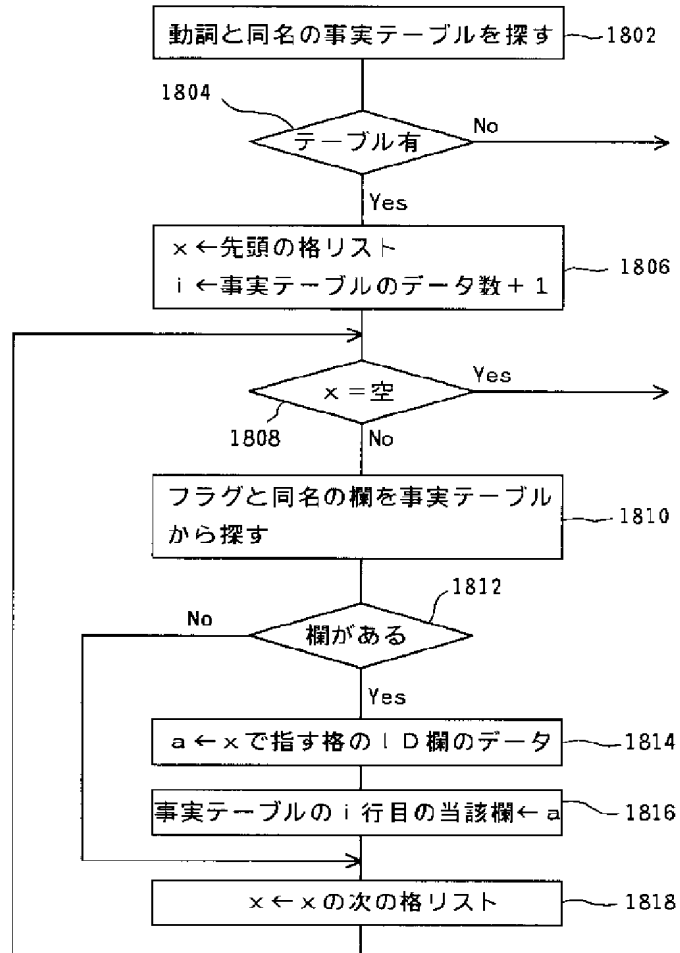 動詞と同名の事実テーブルを探す
1802
1804
テーブル有
No
Yes
x←先頭の格リスト
i←事実テーブルのデータ数+1
1806
x=空
Yes
1808
No
フラグと同名の欄を事実テーブル
から探す
1810
1812
No
欄がある
Yes
a←xで指す格のID欄のデータ
1814
事実テーブルのi行目の当該欄←a
1816
x←xの次の格リスト
1818